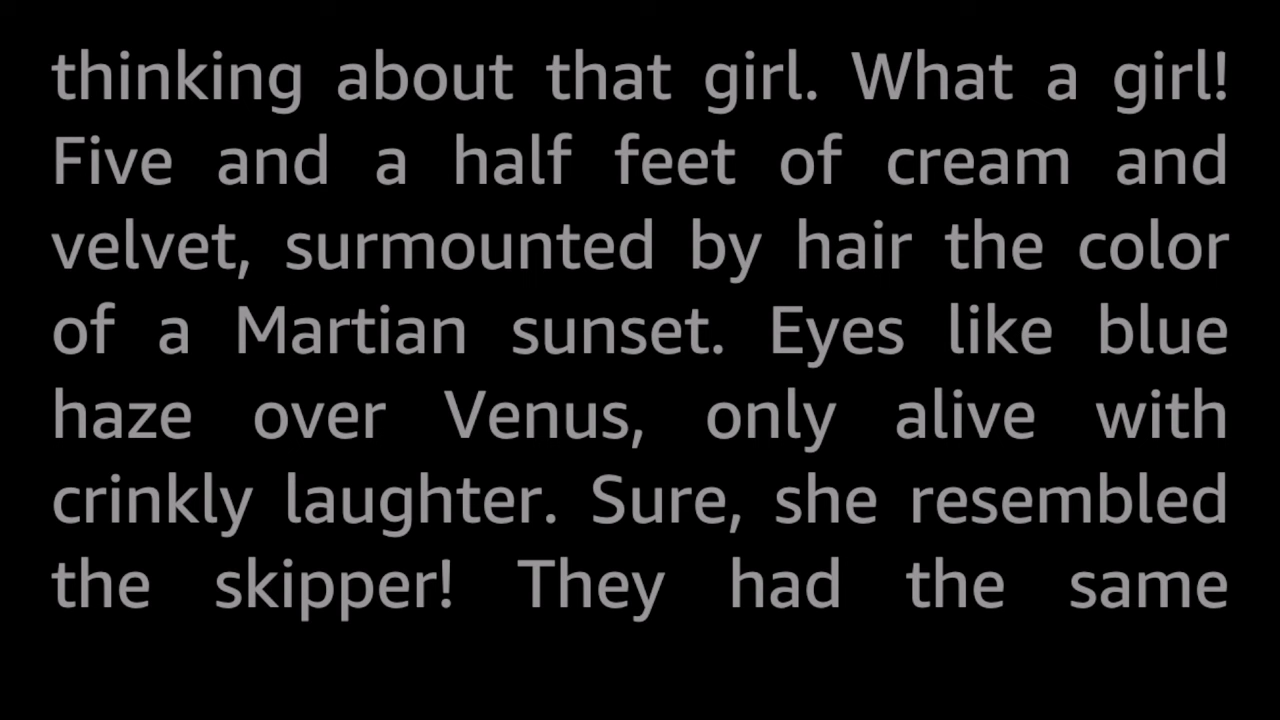 thinking about that girl. What a girl!
Five and a half feet of cream and
velvet, surmounted by hair the color
of a Martian sunset. Eyes like blue
haze over Venus, only alive with
crinkly laughter. Sure, she resembled
the skipper! They had the same